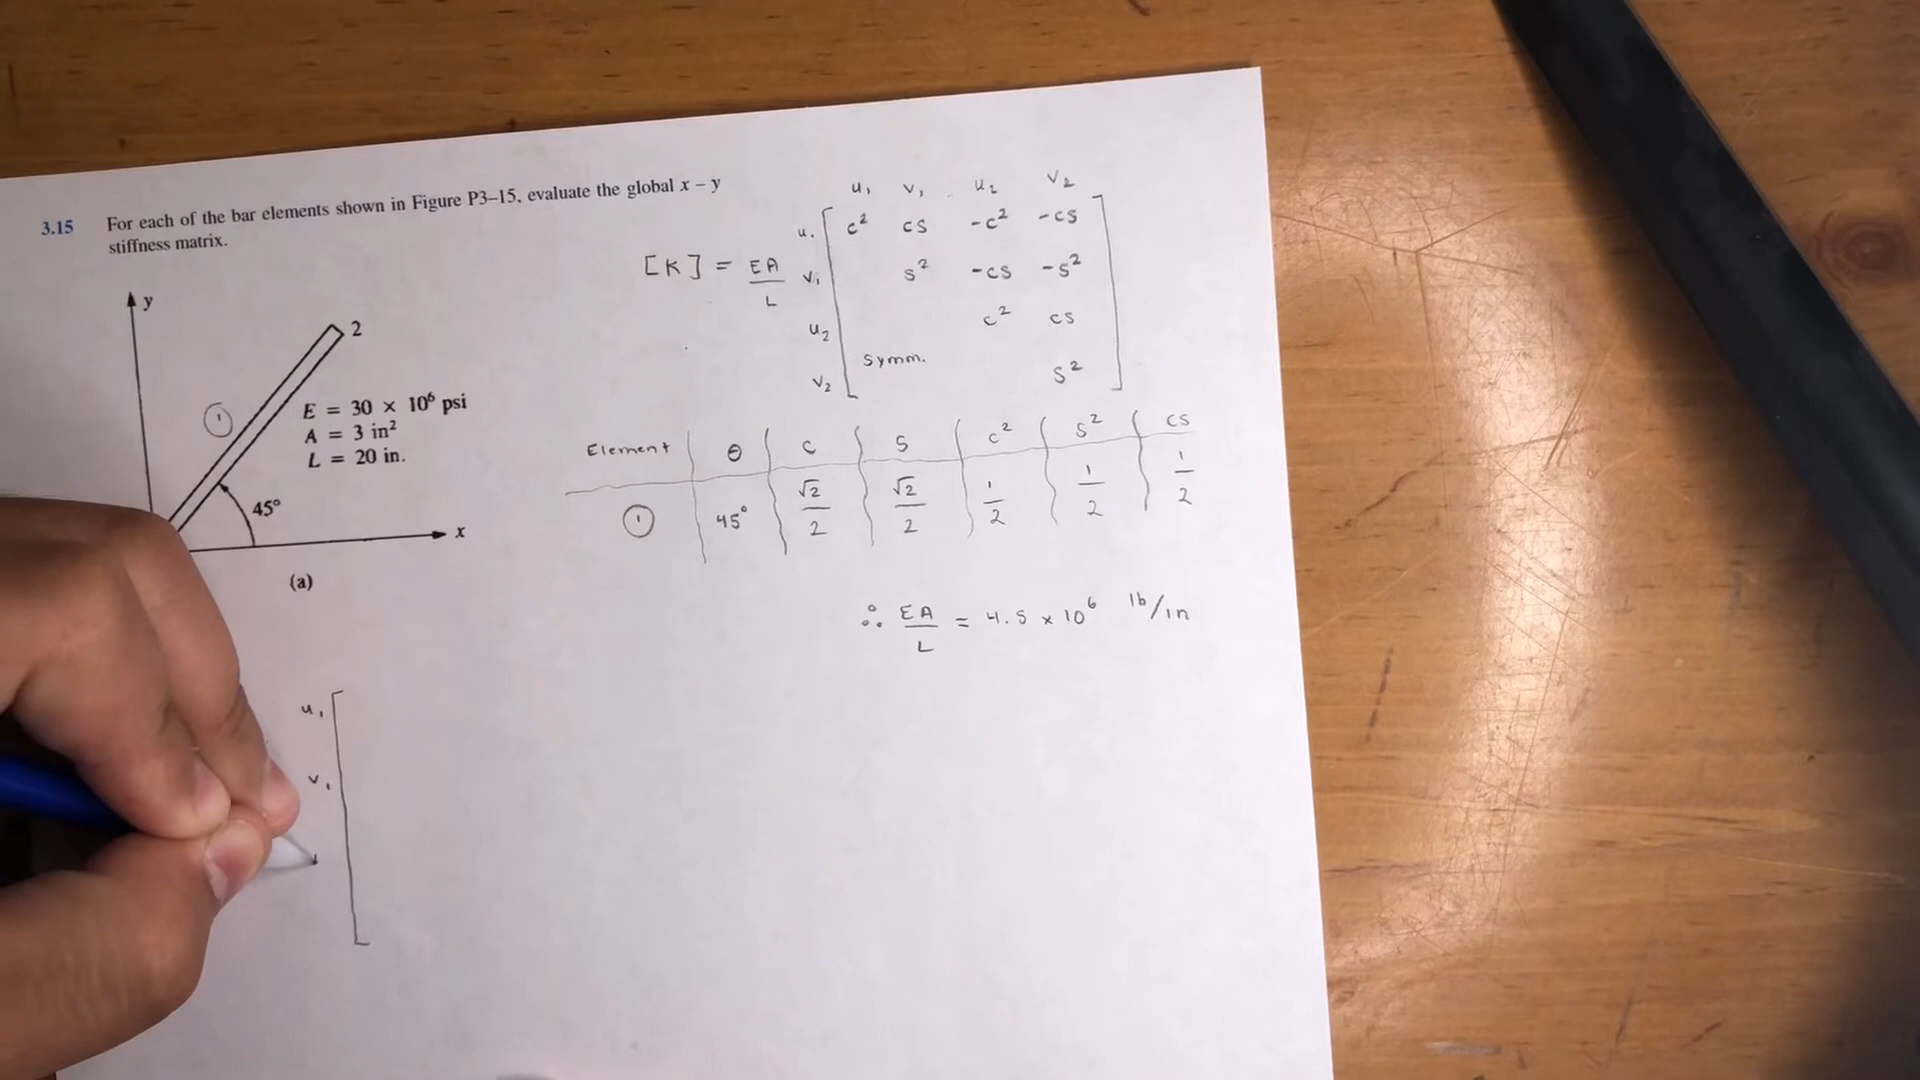 3.15 For each of the bar elements shown in Figure P3–15, evaluate the global x – y
stiffness matrix.
y
2
1
E = 30 × 10⁶ psi
A = 3 in²
L = 20 in.
45°
x
(a)
u₁ v₁ u₂ v₂
[K] = EA/L
u₁ c² cs -c² -cs
v₁ s² -cs -s²
u₂ c² cs
v₂ symm. s²
Element θ c s c² s² cs
1 45° √2/2 √2/2 1/2 1/2 1/2
∴ EA/L = 4.5 × 10⁶ lb/in
u₁
v₁